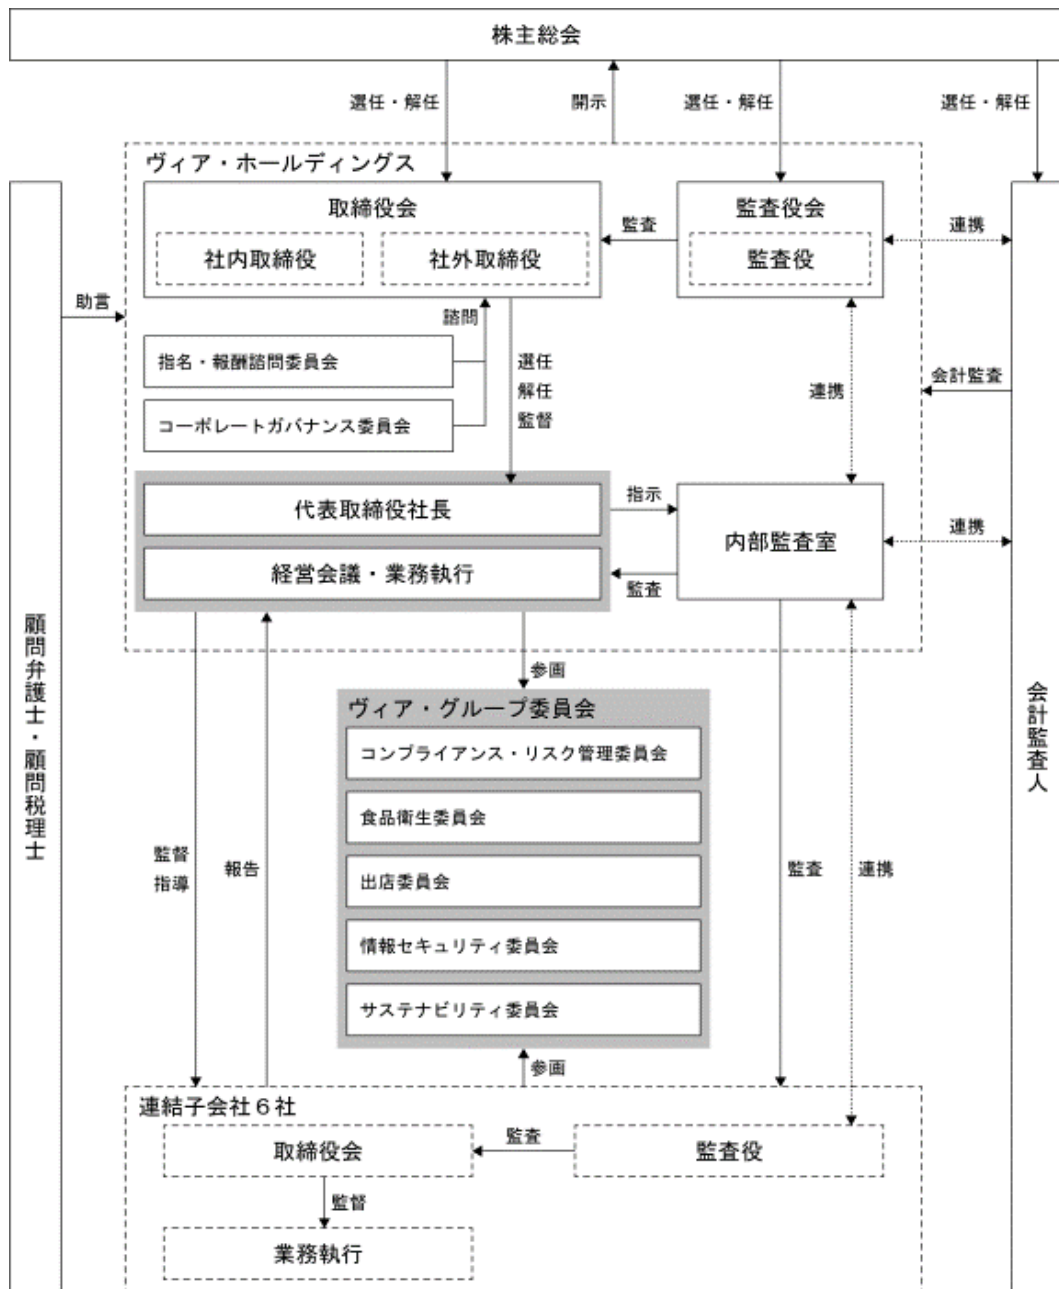 株主総会
選任・解任
開示
選任・解任
選任・解任
ヴィア・ホールディングス
取締役会
社内取締役
社外取締役
監査
監査役会
監査役
連携
助言
諮問
指名・報酬諮問委員会
コーポレートガバナンス委員会
選任
解任
監督
連携
会計監査
代表取締役社長
経営会議・業務執行
指示
監査
内部監査室
連携
顧問弁護士・顧問税理士
会計監査人
参画
ヴィア・グループ委員会
コンプライアンス・リスク管理委員会
食品衛生委員会
出店委員会
情報セキュリティ委員会
サステナビリティ委員会
監督
指導
報告
監査
連携
参画
連結子会社６社
取締役会
監査
監査役
監督
業務執行